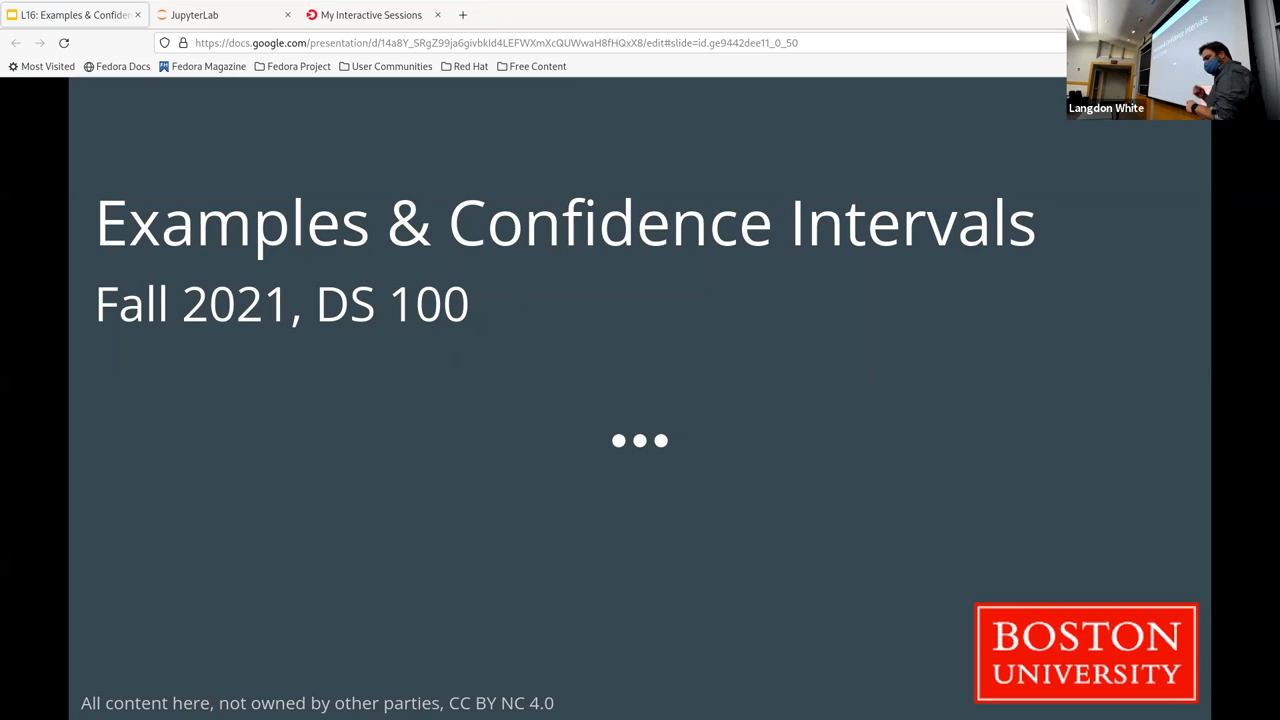 L16: Examples & Confiden
JupyterLab
My Interactive Sessions
https://docs.google.com/presentation/d/14a8Y_SRgZ99ja6givbkId4LEFWXmXcQUWwaH8fHQxX8/edit#slide=id.ge9442dee11_0_50
Most Visited
Fedora Docs
Fedora Magazine
Fedora Project
User Communities
Red Hat
Free Content
Langdon White
Examples & Confidence Intervals
Fall 2021, DS 100
BOSTON
UNIVERSITY
All content here, not owned by other parties, CC BY NC 4.0